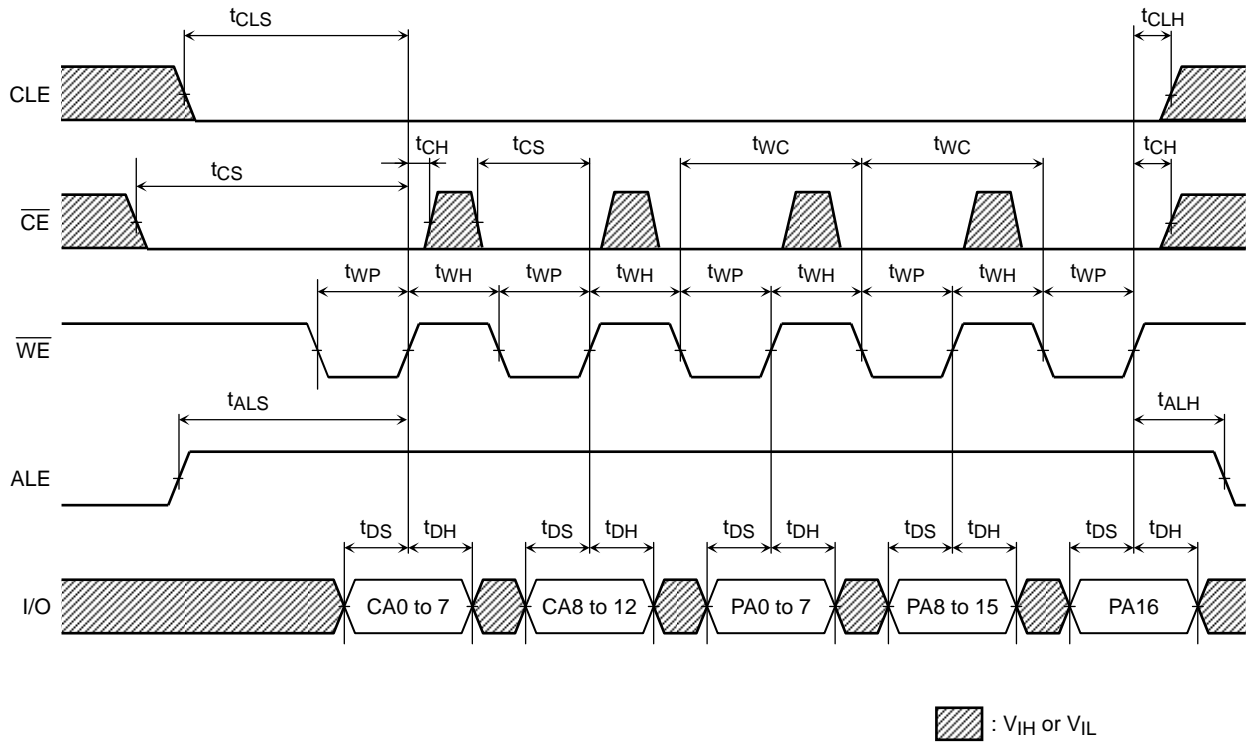 tCLS
tCLH
CLE
tCH
tCS
tWC
tWC
tCH
tCS
CE
tWP
tWH
tWP
tWH
tWP
tWH
tWP
tWH
tWP
WE
tALS
tALH
ALE
tDS
tDH
tDS
tDH
tDS
tDH
tDS
tDH
tDS
tDH
I/O
CA0 to 7
CA8 to 12
PA0 to 7
PA8 to 15
PA16
: VIH or VIL